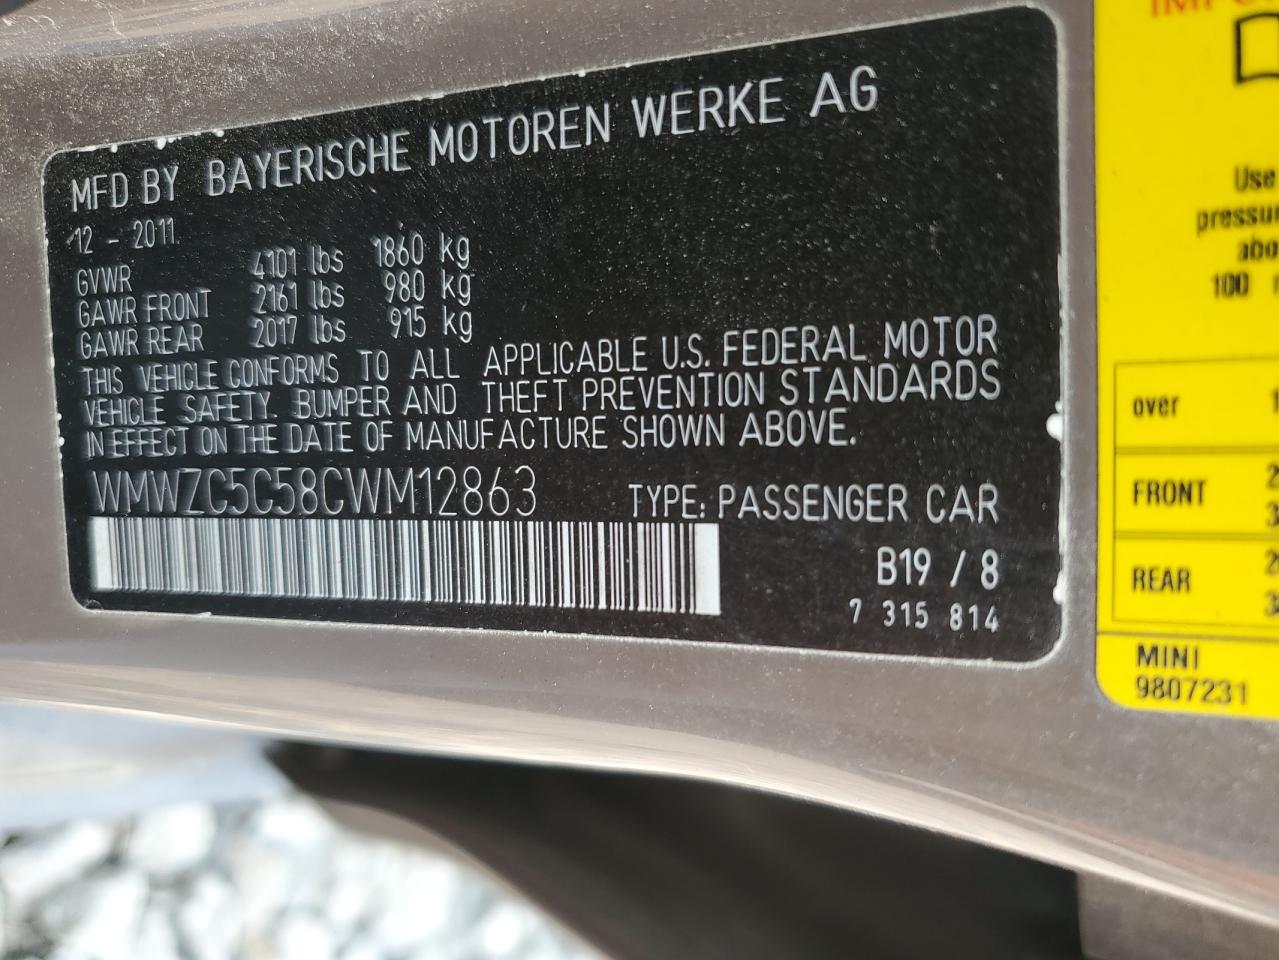 MFD BY BAYERISCHE MOTOREN WERKE AG
12 - 2011
GVWR 4101 lbs 1860 kg
GAWR FRONT 2161 lbs 980 kg
GAWR REAR 2017 lbs 915 kg
THIS VEHICLE CONFORMS TO ALL APPLICABLE U.S. FEDERAL MOTOR
VEHICLE SAFETY, BUMPER AND THEFT PREVENTION STANDARDS
IN EFFECT ON THE DATE OF MANUFACTURE SHOWN ABOVE.
WMWZC5C58CWM12863 TYPE: PASSENGER CAR
B19 / 8
7 315 814
Use
100
over
FRONT
REAR
MINI
9807231